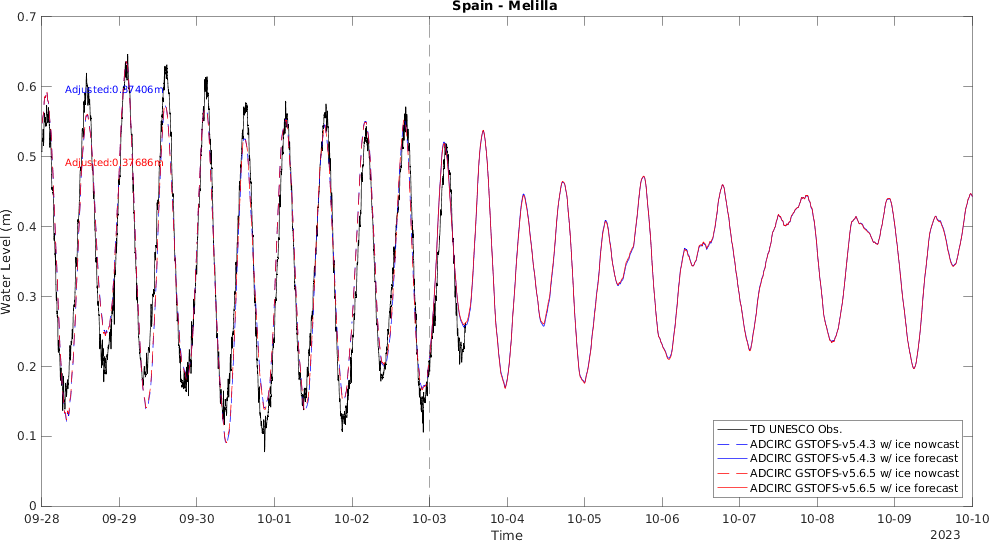 Spain - Melilla
0.7
0.6
0.5
0.4
0.3
0.2
0.1
0
Water Level (m)
Adjusted:0.37406m
Adjusted:0.37686m
TD UNESCO Obs.
ADCIRC GSTOFS-v5.4.3 w/ ice nowcast
ADCIRC GSTOFS-v5.4.3 w/ ice forecast
ADCIRC GSTOFS-v5.6.5 w/ ice nowcast
ADCIRC GSTOFS-v5.6.5 w/ ice forecast
09-28 09-29 09-30 10-01 10-02 10-03 10-04 10-05 10-06 10-07 10-08 10-09 10-10
Time
2023